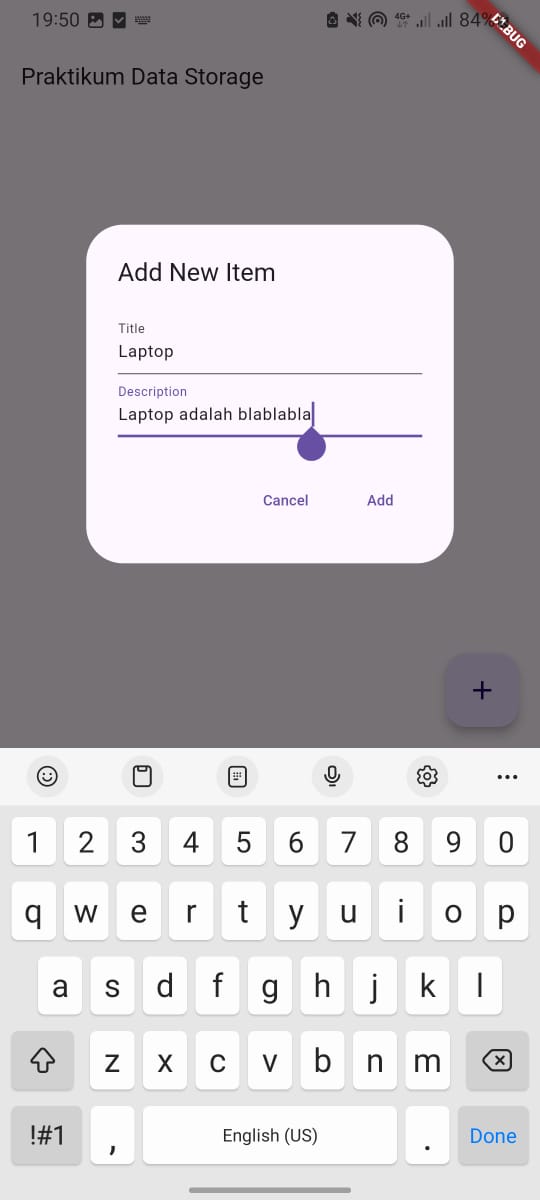 19:50 4G+ 84%
DEBUG
Praktikum Data Storage
Add New Item
Title
Laptop
Description
Laptop adalah blablabla
Cancel Add
1 2 3 4 5 6 7 8 9 0
q w e r t y u i o p
a s d f g h j k l
z x c v b n m
!#1 , English (US) . Done